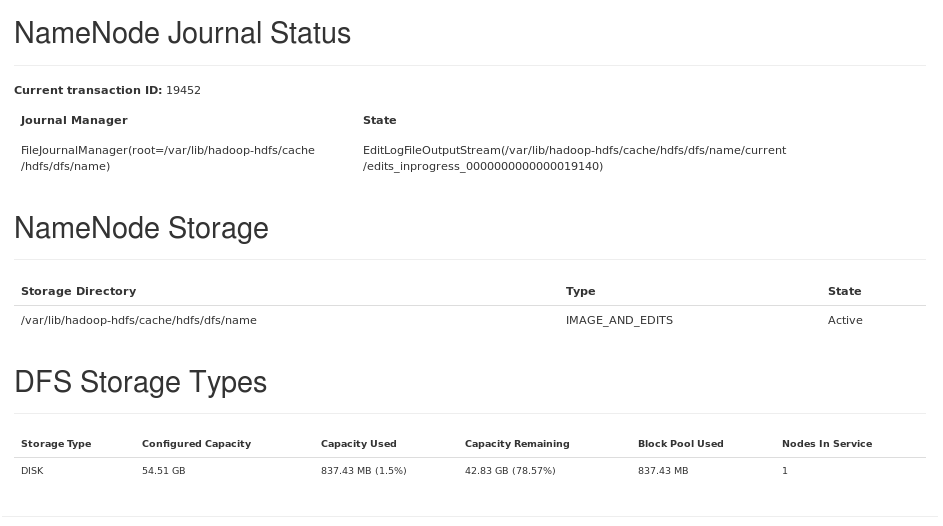 NameNode Journal Status
Current transaction ID: 19452
Journal Manager State
FileJournalManager(root=/var/lib/hadoop-hdfs/cache EditLogFileOutputStream(/var/lib/hadoop-hdfs/cache/hdfs/dfs/name/current
/hdfs/dfs/name) /edits_inprogress_0000000000000019140)
NameNode Storage
Storage Directory Type State
/var/lib/hadoop-hdfs/cache/hdfs/dfs/name IMAGE_AND_EDITS Active
DFS Storage Types
Storage Type Configured Capacity Capacity Used Capacity Remaining Block Pool Used Nodes In Service
DISK 54.51 GB 837.43 MB (1.5%) 42.83 GB (78.57%) 837.43 MB 1